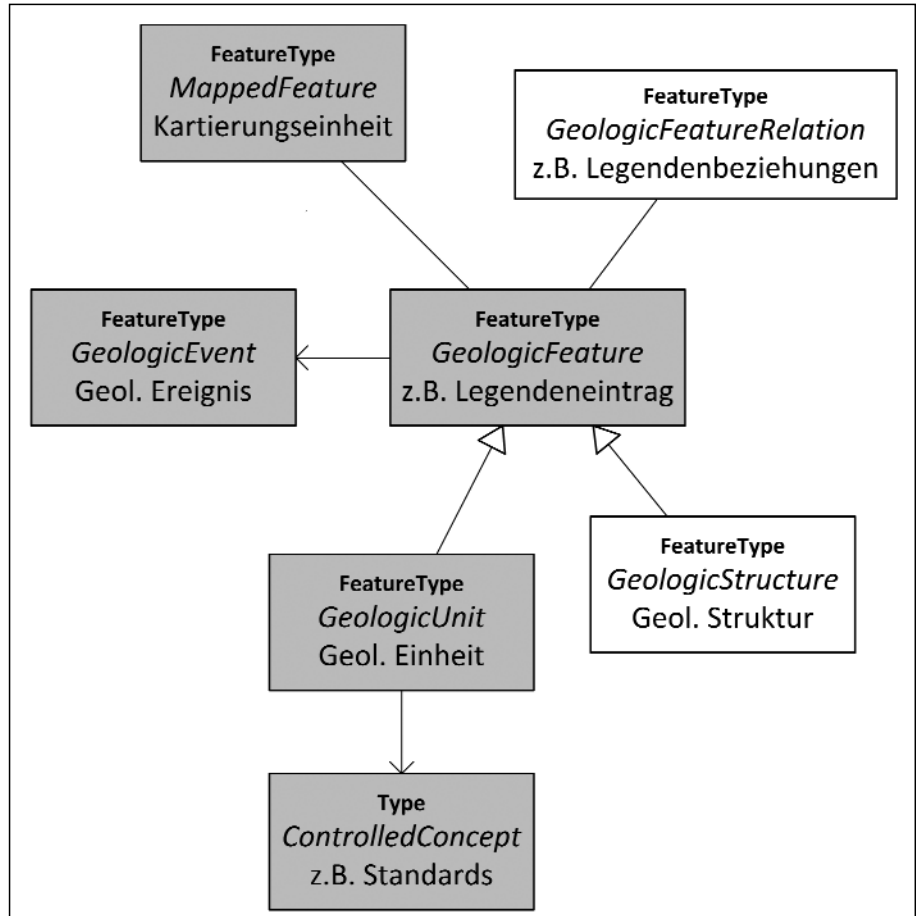 FeatureType
MappedFeature
Kartierungseinheit
FeatureType
GeologicFeatureRelation
z.B. Legendenbeziehungen
FeatureType
GeologicEvent
Geol. Ereignis
FeatureType
GeologicFeature
z.B. Legendeneintrag
FeatureType
GeologicUnit
Geol. Einheit
FeatureType
GeologicStructure
Geol. Struktur
Type
ControlledConcept
z.B. Standards